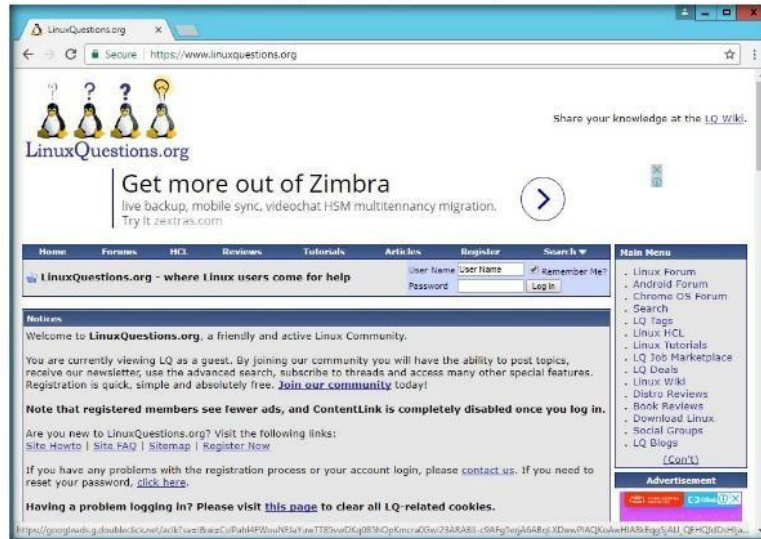 LinuxQuestions.org
Secure https://www.linuxquestions.org
? ? ?
LinuxQuestions.org
Share your knowledge at the LQ Wiki.
Get more out of Zimbra
live backup, mobile sync, videochat HSM multitennancy migration.
Try It zextras.com
Home Forums HCL Reviews Tutorials Articles Register Search ▼
LinuxQuestions.org - where Linux users come for help
User Name User Name Remember Me?
Password Log in
Notices
Welcome to LinuxQuestions.org, a friendly and active Linux Community.
You are currently viewing LQ as a guest. By joining our community you will have the ability to post topics,
receive our newsletter, use the advanced search, subscribe to threads and access many other special features.
Registration is quick, simple and absolutely free. Join our community today!
Note that registered members see fewer ads, and ContentLink is completely disabled once you log in.
Are you new to LinuxQuestions.org? Visit the following links:
Site Howto | Site FAQ | Sitemap | Register Now
If you have any problems with the registration process or your account login, please contact us. If you need to
reset your password, click here.
Having a problem logging in? Please visit this page to clear all LQ-related cookies.
Main Menu
. Linux Forum
. Android Forum
. Chrome OS Forum
. Search
. LQ Tags
. Linux HCL
. Linux Tutorials
. LQ Job Marketplace
. LQ Deals
. Linux Wiki
. Distro Reviews
. Book Reviews
. Download Linux
. Social Groups
. LQ Blogs
(Con't)
Advertisement